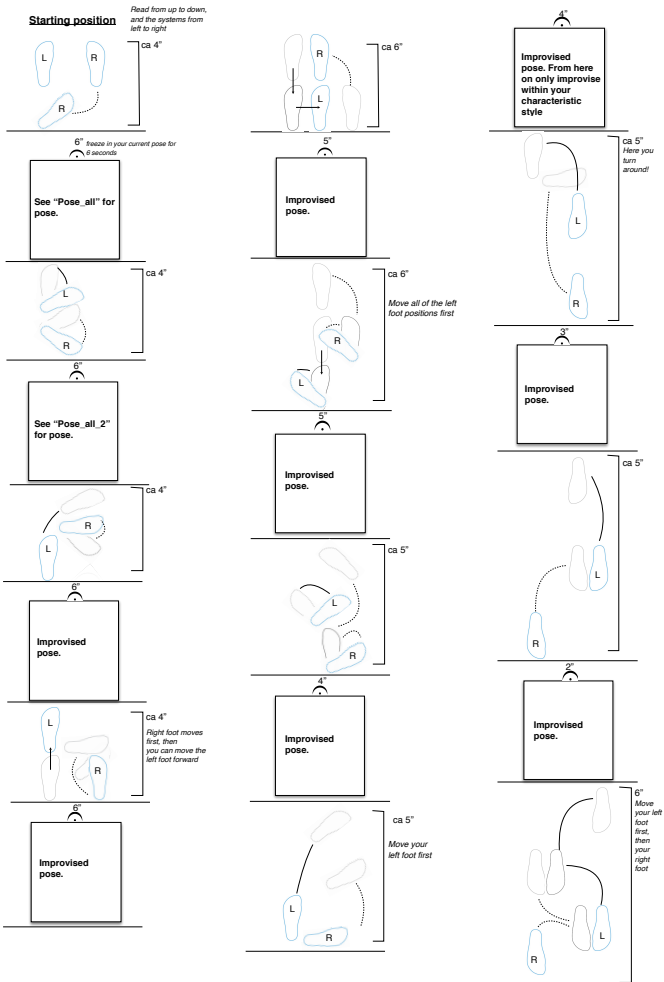 Starting position
Read from up to down,
and the systems from
left to right
ca 4”
L
R
R
6”
freeze in your current pose for
6 seconds
See “Pose_all” for
pose.
ca 4”
L
R
6”
See “Pose_all_2”
for pose.
ca 4”
R
L
6”
Improvised
pose.
ca 4”
Right foot moves
first, then
you can move the
left foot forward
L
R
6”
Improvised
pose.
R
ca 6”
L
5”
Improvised
pose.
ca 6”
Move all of the left
foot positions first
R
L
5”
Improvised
pose.
ca 5”
L
R
4”
Improvised
pose.
ca 5”
Move your
left foot first
L
R
4”
Improvised
pose. From here
on only improvise
within your
characteristic
style
ca 5”
Here you
turn
around!
L
R
3”
Improvised
pose.
ca 5”
L
R
2”
Improvised
pose.
6”
Move
your left
foot
first,
then
your
right
foot
L
R